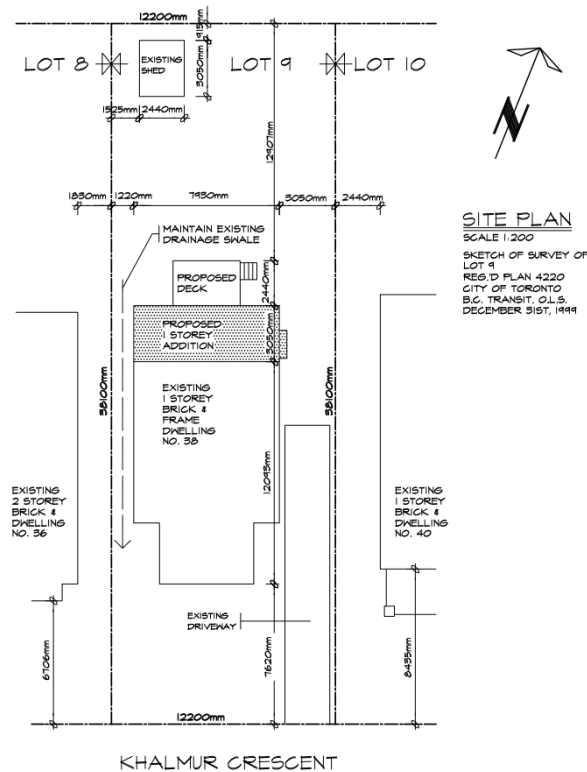 12200mm
915mm
LOT 8
EXISTING
SHED
3050mm
LOT 9
LOT 10
1525mm
2440mm
12907mm
1830mm
1220mm
7930mm
3050mm
2440mm
MAINTAIN EXISTING
DRAINAGE SWALE
PROPOSED
DECK
2440mm
PROPOSED
1 STOREY
ADDITION
3050mm
38100mm
38100mm
EXISTING
1 STOREY
BRICK &
FRAME
DWELLING
NO. 38
12093mm
EXISTING
2 STOREY
BRICK &
DWELLING
NO. 36
EXISTING
1 STOREY
BRICK &
DWELLING
NO. 40
EXISTING
DRIVEWAY
6706mm
7620mm
8435mm
12200mm
KHALMUR CRESCENT
N
SITE PLAN
SCALE 1:200
SKETCH OF SURVEY OF
LOT 9
REG'D PLAN 4220
CITY OF TORONTO
B.C. TRANSIT, O.L.S.
DECEMBER 31ST, 1999